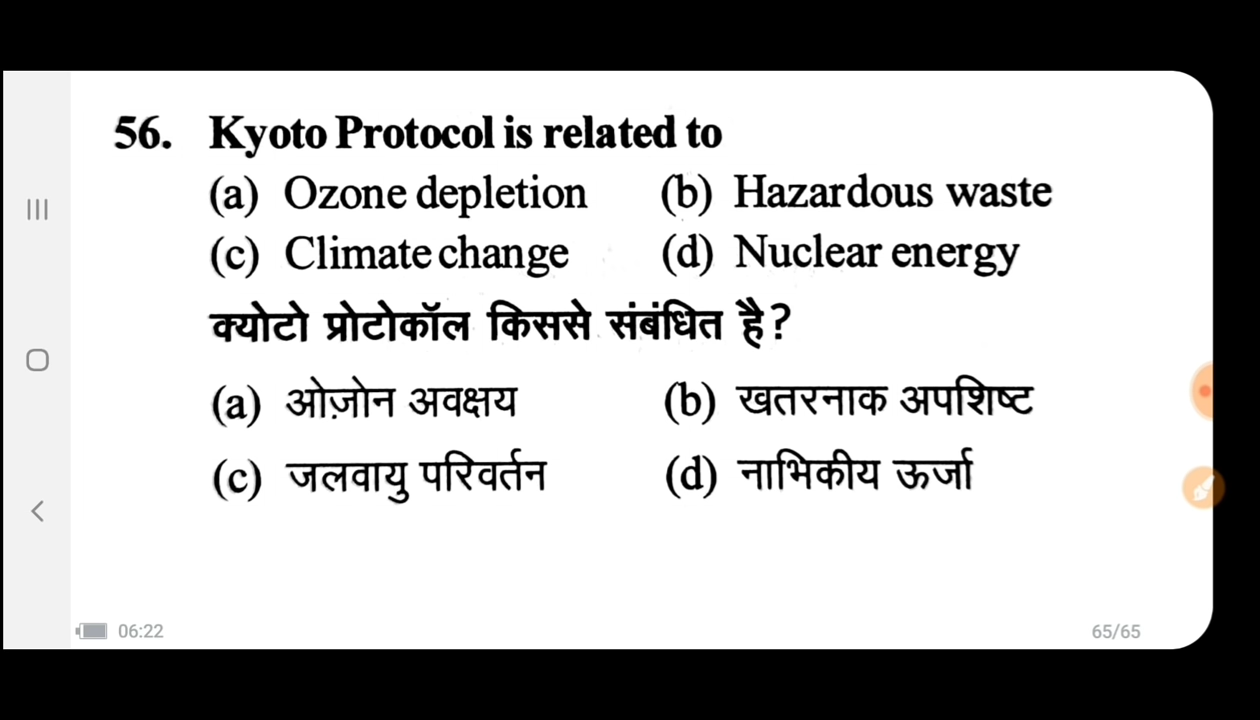 56. Kyoto Protocol is related to
(a) Ozone depletion (b) Hazardous waste
(c) Climate change (d) Nuclear energy
क्योटो प्रोटोकॉल किससे संबंधित है?
(a) ओज़ोन अवक्षय (b) खतरनाक अपशिष्ट
(c) जलवायु परिवर्तन (d) नाभिकीय ऊर्जा
06:22 65/65